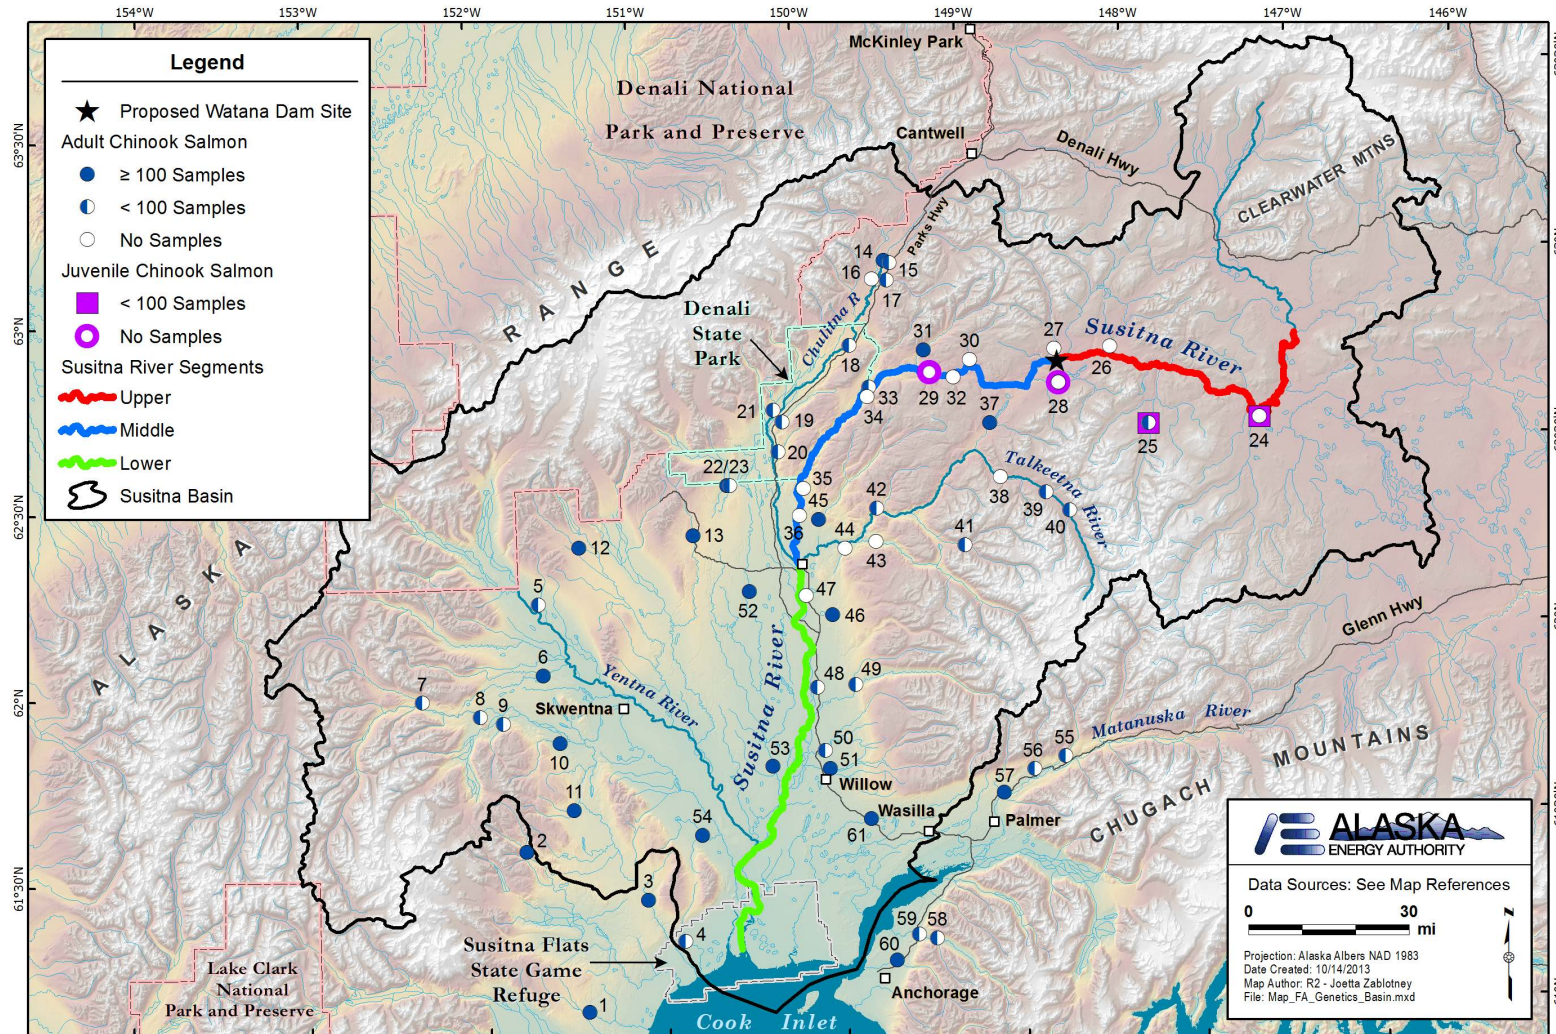 153°W
152°W
151°W
150°W
149°W
148°W
147°W
146°W
63°30'N
63°N
62°30'N
62°N
61°30'N
Legend
Proposed Watana Dam Site
Adult Chinook Salmon
≥ 100 Samples
< 100 Samples
No Samples
Juvenile Chinook Salmon
< 100 Samples
No Samples
Susitna River Segments
Upper
Middle
Lower
Susitna Basin
McKinley Park
Denali National
Park and Preserve
Cantwell
Denali Hwy
CLEARWATER MTNS
Parks Hwy
ALASKA
RANGE
14
15
16
17
Chulitna R
Denali
State
Park
18
31
30
27
Susitna River
26
29
32
28
33
34
37
25
24
21
19
20
22/23
35
45
36
42
44
43
41
Talkeetna
River
38
39
40
12
13
5
52
47
46
6
7
8
9
Skwentna
Yentna River
Susitna River
48
49
Glenn Hwy
10
53
50
51
Willow
Matanuska River
55
56
57
11
54
Wasilla
61
Palmer
CHUGACH
MOUNTAINS
2
3
4
59
58
60
Anchorage
Susitna Flats
State Game
Refuge
Lake Clark
National
Park and Preserve
1
Cook Inlet
ALASKA
ENERGY AUTHORITY
Data Sources: See Map References
0 30
mi
Z
Projection: Alaska Albers NAD 1983
Date Created: 10/14/2013
Map Author: R2 - Joetta Zablotney
File: Map_FA_Genetics_Basin.mxd